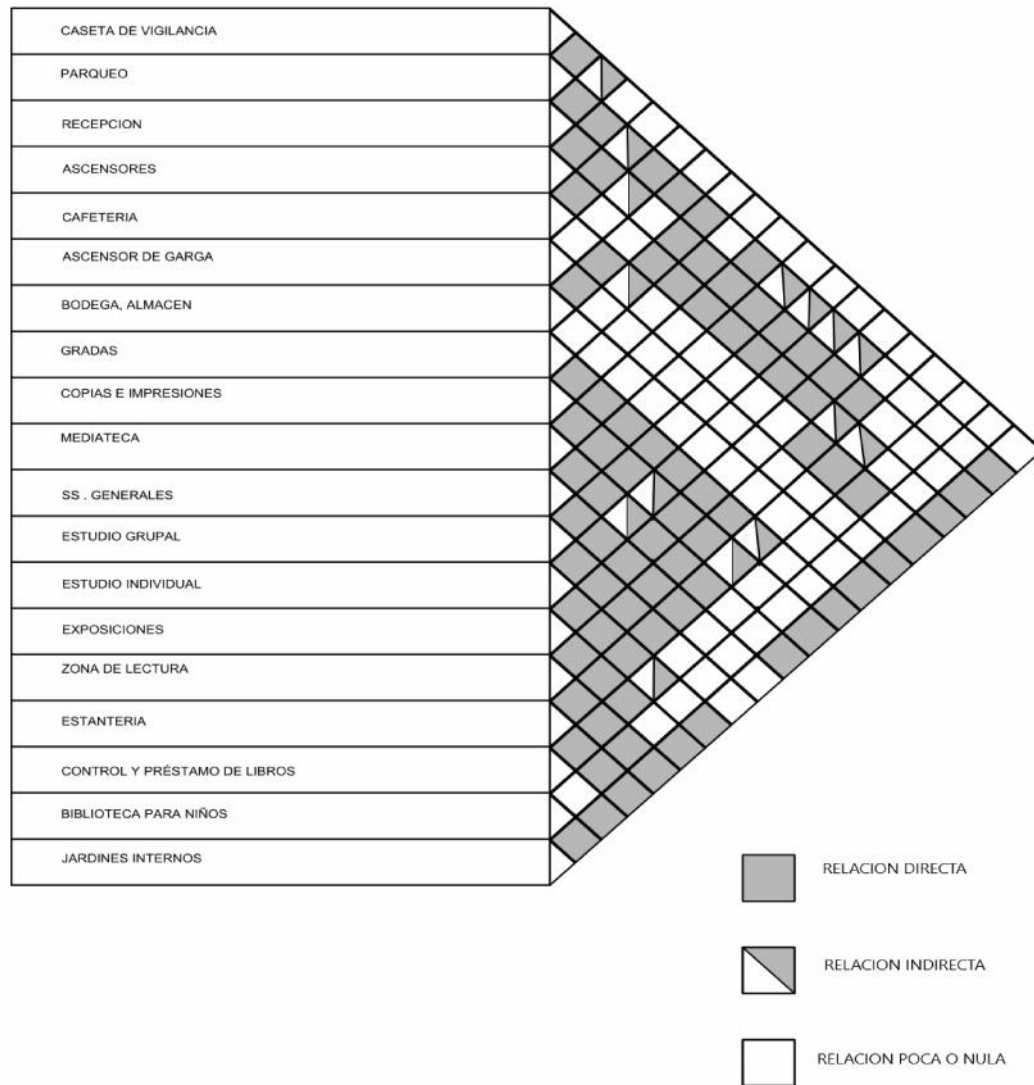 CASETA DE VIGILANCIA
PARQUEO
RECEPCION
ASCENSORES
CAFETERIA
ASCENSOR DE GARGA
BODEGA, ALMACEN
GRADAS
COPIAS E IMPRESIONES
MEDIATECA
SS . GENERALES
ESTUDIO GRUPAL
ESTUDIO INDIVIDUAL
EXPOSICIONES
ZONA DE LECTURA
ESTANTERIA
CONTROL Y PRÉSTAMO DE LIBROS
BIBLIOTECA PARA NIÑOS
JARDINES INTERNOS
RELACION DIRECTA
RELACION INDIRECTA
RELACION POCA O NULA